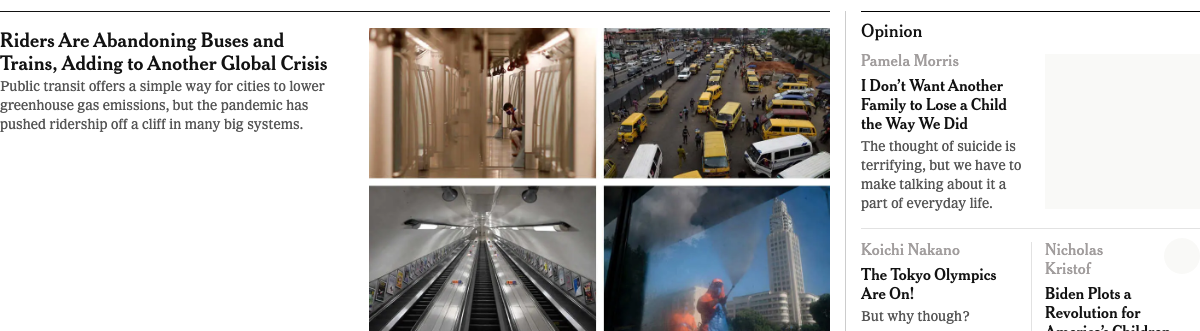 Riders Are Abandoning Buses and
Trains, Adding to Another Global Crisis
Public transit offers a simple way for cities to lower
greenhouse gas emissions, but the pandemic has
pushed ridership off a cliff in many big systems.
Opinion
Pamela Morris
I Don’t Want Another
Family to Lose a Child
the Way We Did
The thought of suicide is
terrifying, but we have to
make talking about it a
part of everyday life.
Koichi Nakano
The Tokyo Olympics
Are On!
But why though?
Nicholas
Kristof
Biden Plots a
Revolution for
America’s Children